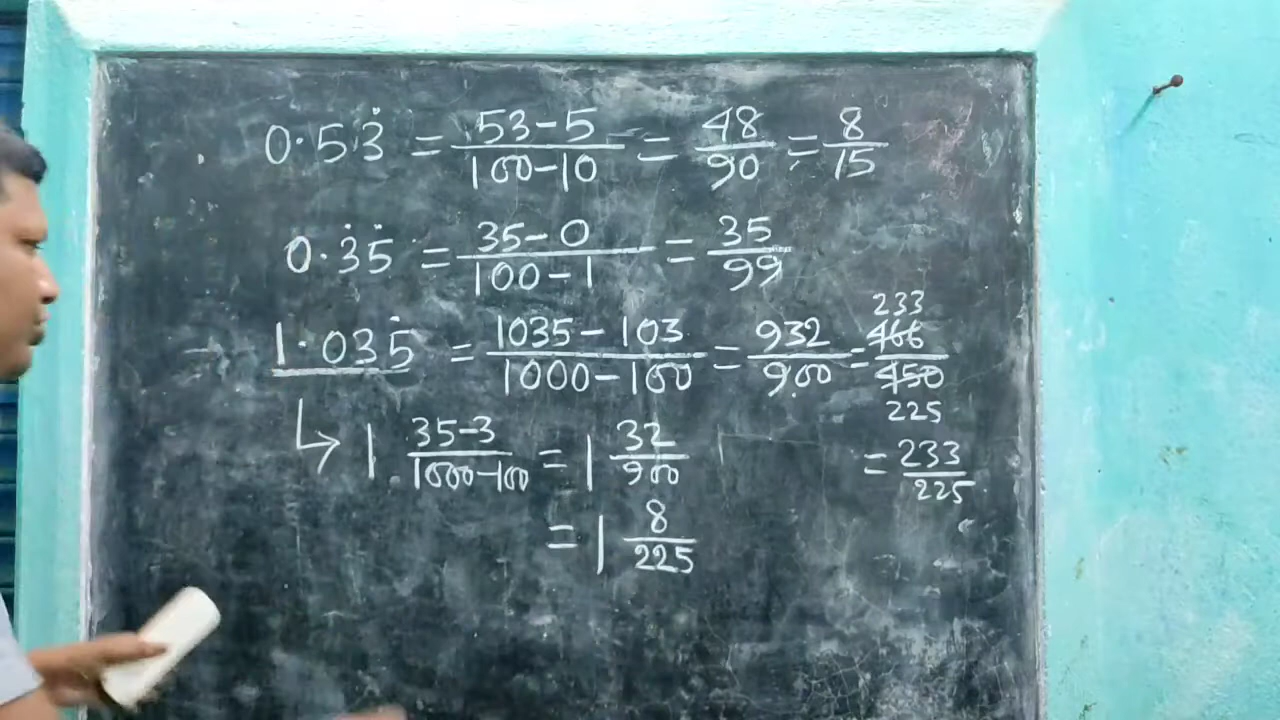 0.53̇ = 53-5/100-10 = 48/90 = 8/15
0.3̇5̇ = 35-0/100-1 = 35/99
1.035̇ = 1035-103/1000-100 = 932/900 = 466/450 233 225
= 233/225
↳ 1 35-3/1000-100 = 1 32/900
= 1 8/225